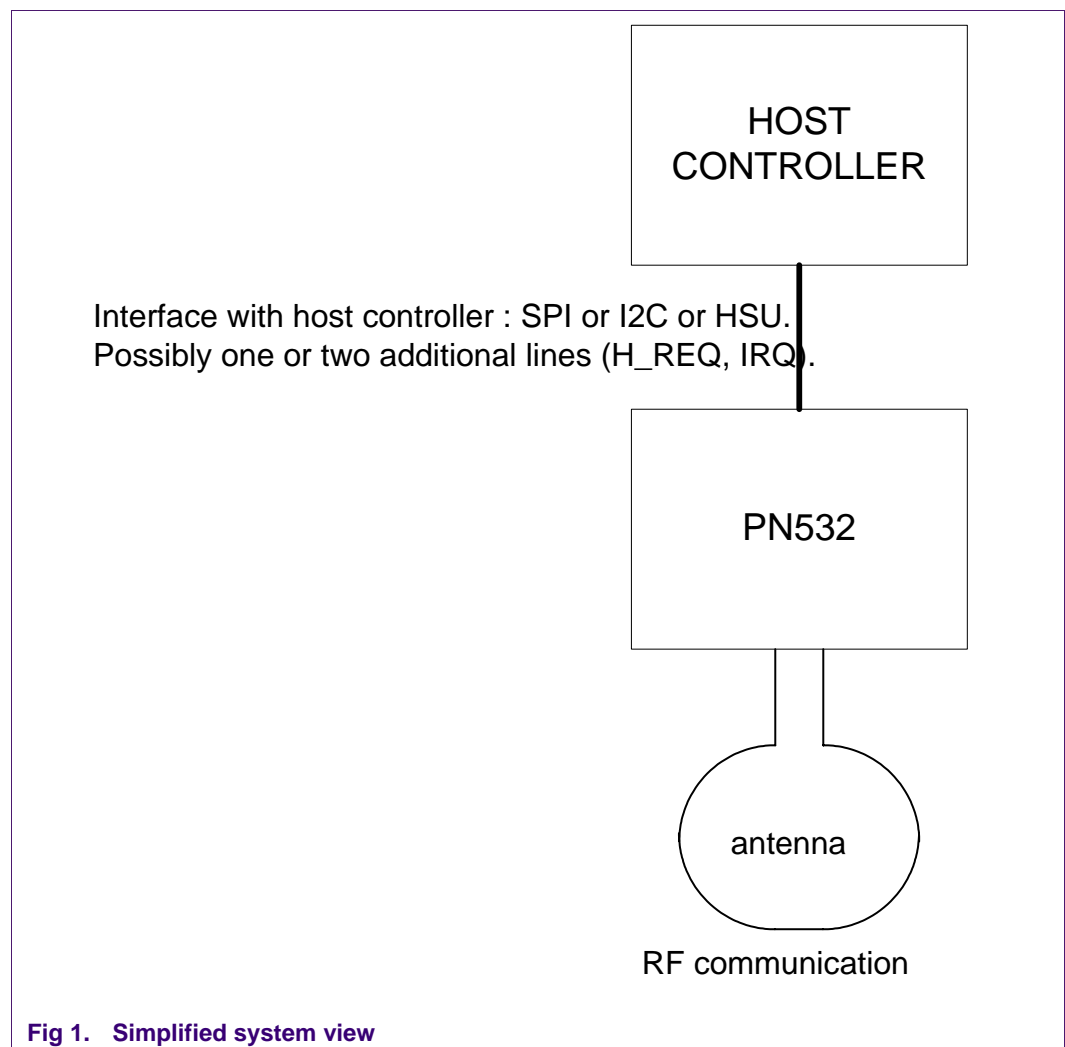 HOST
CONTROLLER
Interface with host controller : SPI or I2C or HSU.
Possibly one or two additional lines (H_REQ, IRQ).
PN532
antenna
RF communication
Fig 1. Simplified system view